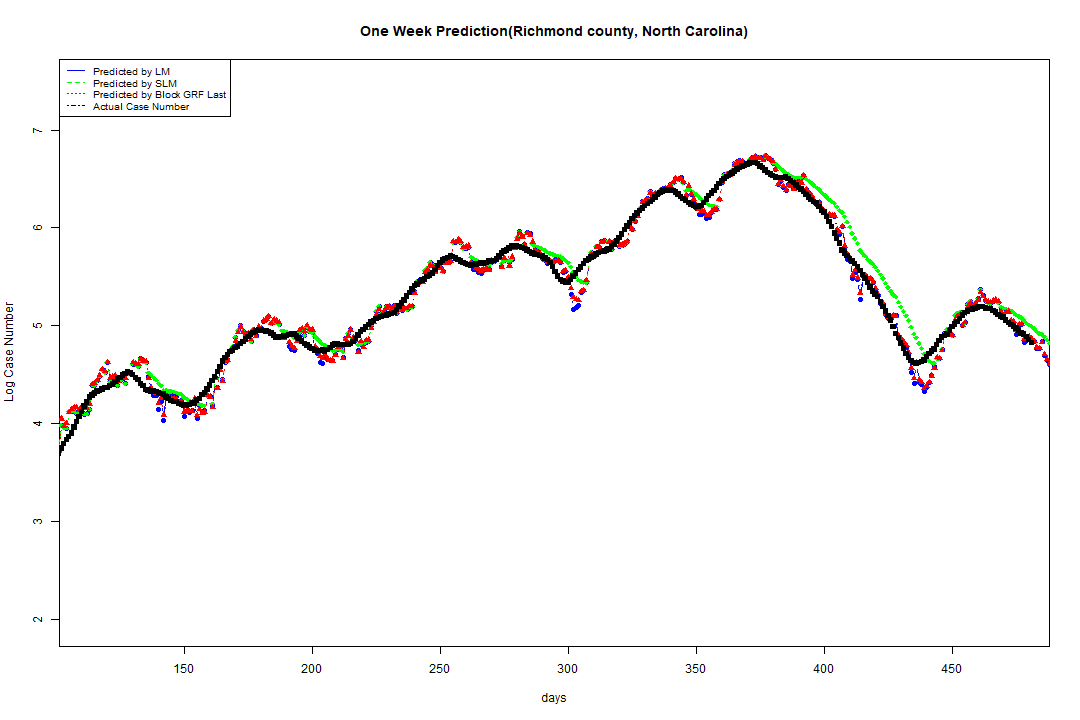 One Week Prediction(Richmond county, North Carolina)
Predicted by LM
Predicted by SLM
Predicted by Block GRF Last
Actual Case Number
Log Case Number
7
6
5
4
3
2
150 200 250 300 350 400 450
days